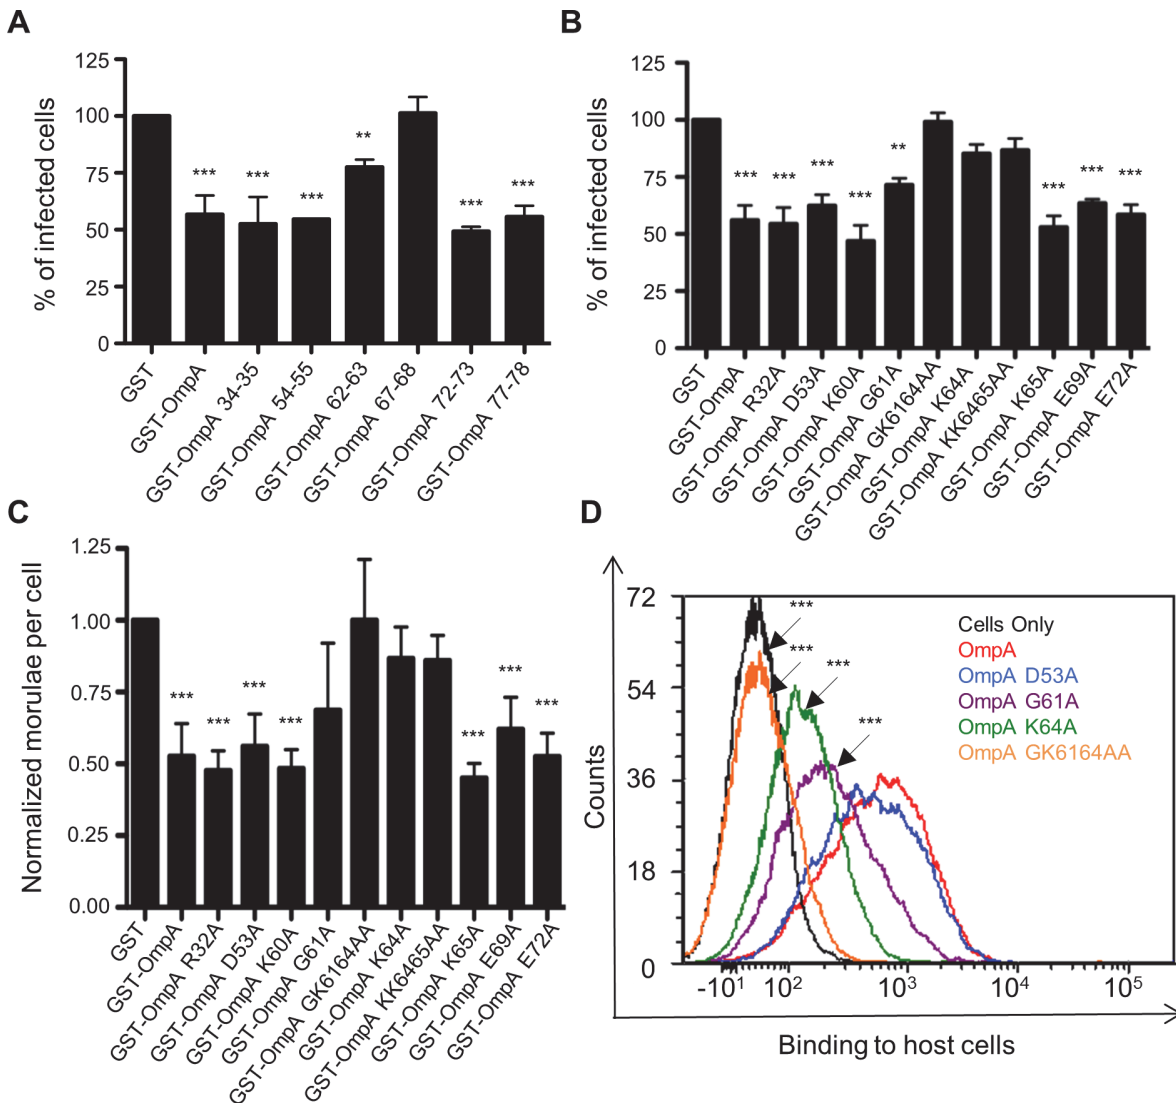 A
% of infected cells
125
100
75
50
25
0
***
***
***
**
***
***
GST
GST-OmpA
GST-OmpA 34-35
GST-OmpA 54-55
GST-OmpA 62-63
GST-OmpA 67-68
GST-OmpA 72-73
GST-OmpA 77-78
B
% of infected cells
125
100
75
50
25
0
***
***
***
***
**
***
***
***
GST
GST-OmpA
GST-OmpA R32A
GST-OmpA D53A
GST-OmpA K60A
GST-OmpA G61A
GST-OmpA GK6164AA
GST-OmpA K64A
GST-OmpA KK6465AA
GST-OmpA K65A
GST-OmpA E69A
GST-OmpA E72A
C
Normalized morulae per cell
1.25
1.00
0.75
0.50
0.25
0.00
***
***
***
***
***
***
***
GST
GST-OmpA
GST-OmpA R32A
GST-OmpA D53A
GST-OmpA K60A
GST-OmpA G61A
GST-OmpA GK6164AA
GST-OmpA K64A
GST-OmpA KK6465AA
GST-OmpA K65A
GST-OmpA E69A
GST-OmpA E72A
D
Counts
72
54
36
18
0
***
***
***
***
Cells Only
OmpA
OmpA D53A
OmpA G61A
OmpA K64A
OmpA GK6164AA
-10¹ 10² 10³ 10⁴ 10⁵
Binding to host cells